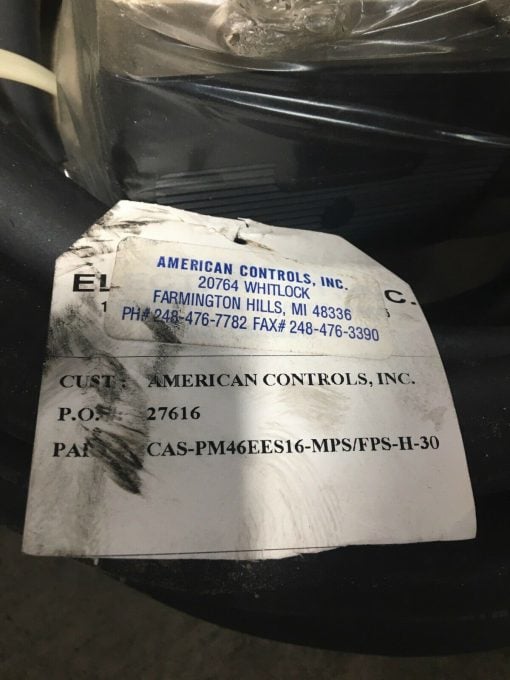 AMERICAN CONTROLS, INC.
20764 WHITLOCK
FARMINGTON HILLS, MI 48336
PH# 248-476-7782 FAX# 248-476-3390
CUST : AMERICAN CONTROLS, INC.
P.O. : 27616
CAS-PM46EES16-MPS/FPS-H-30